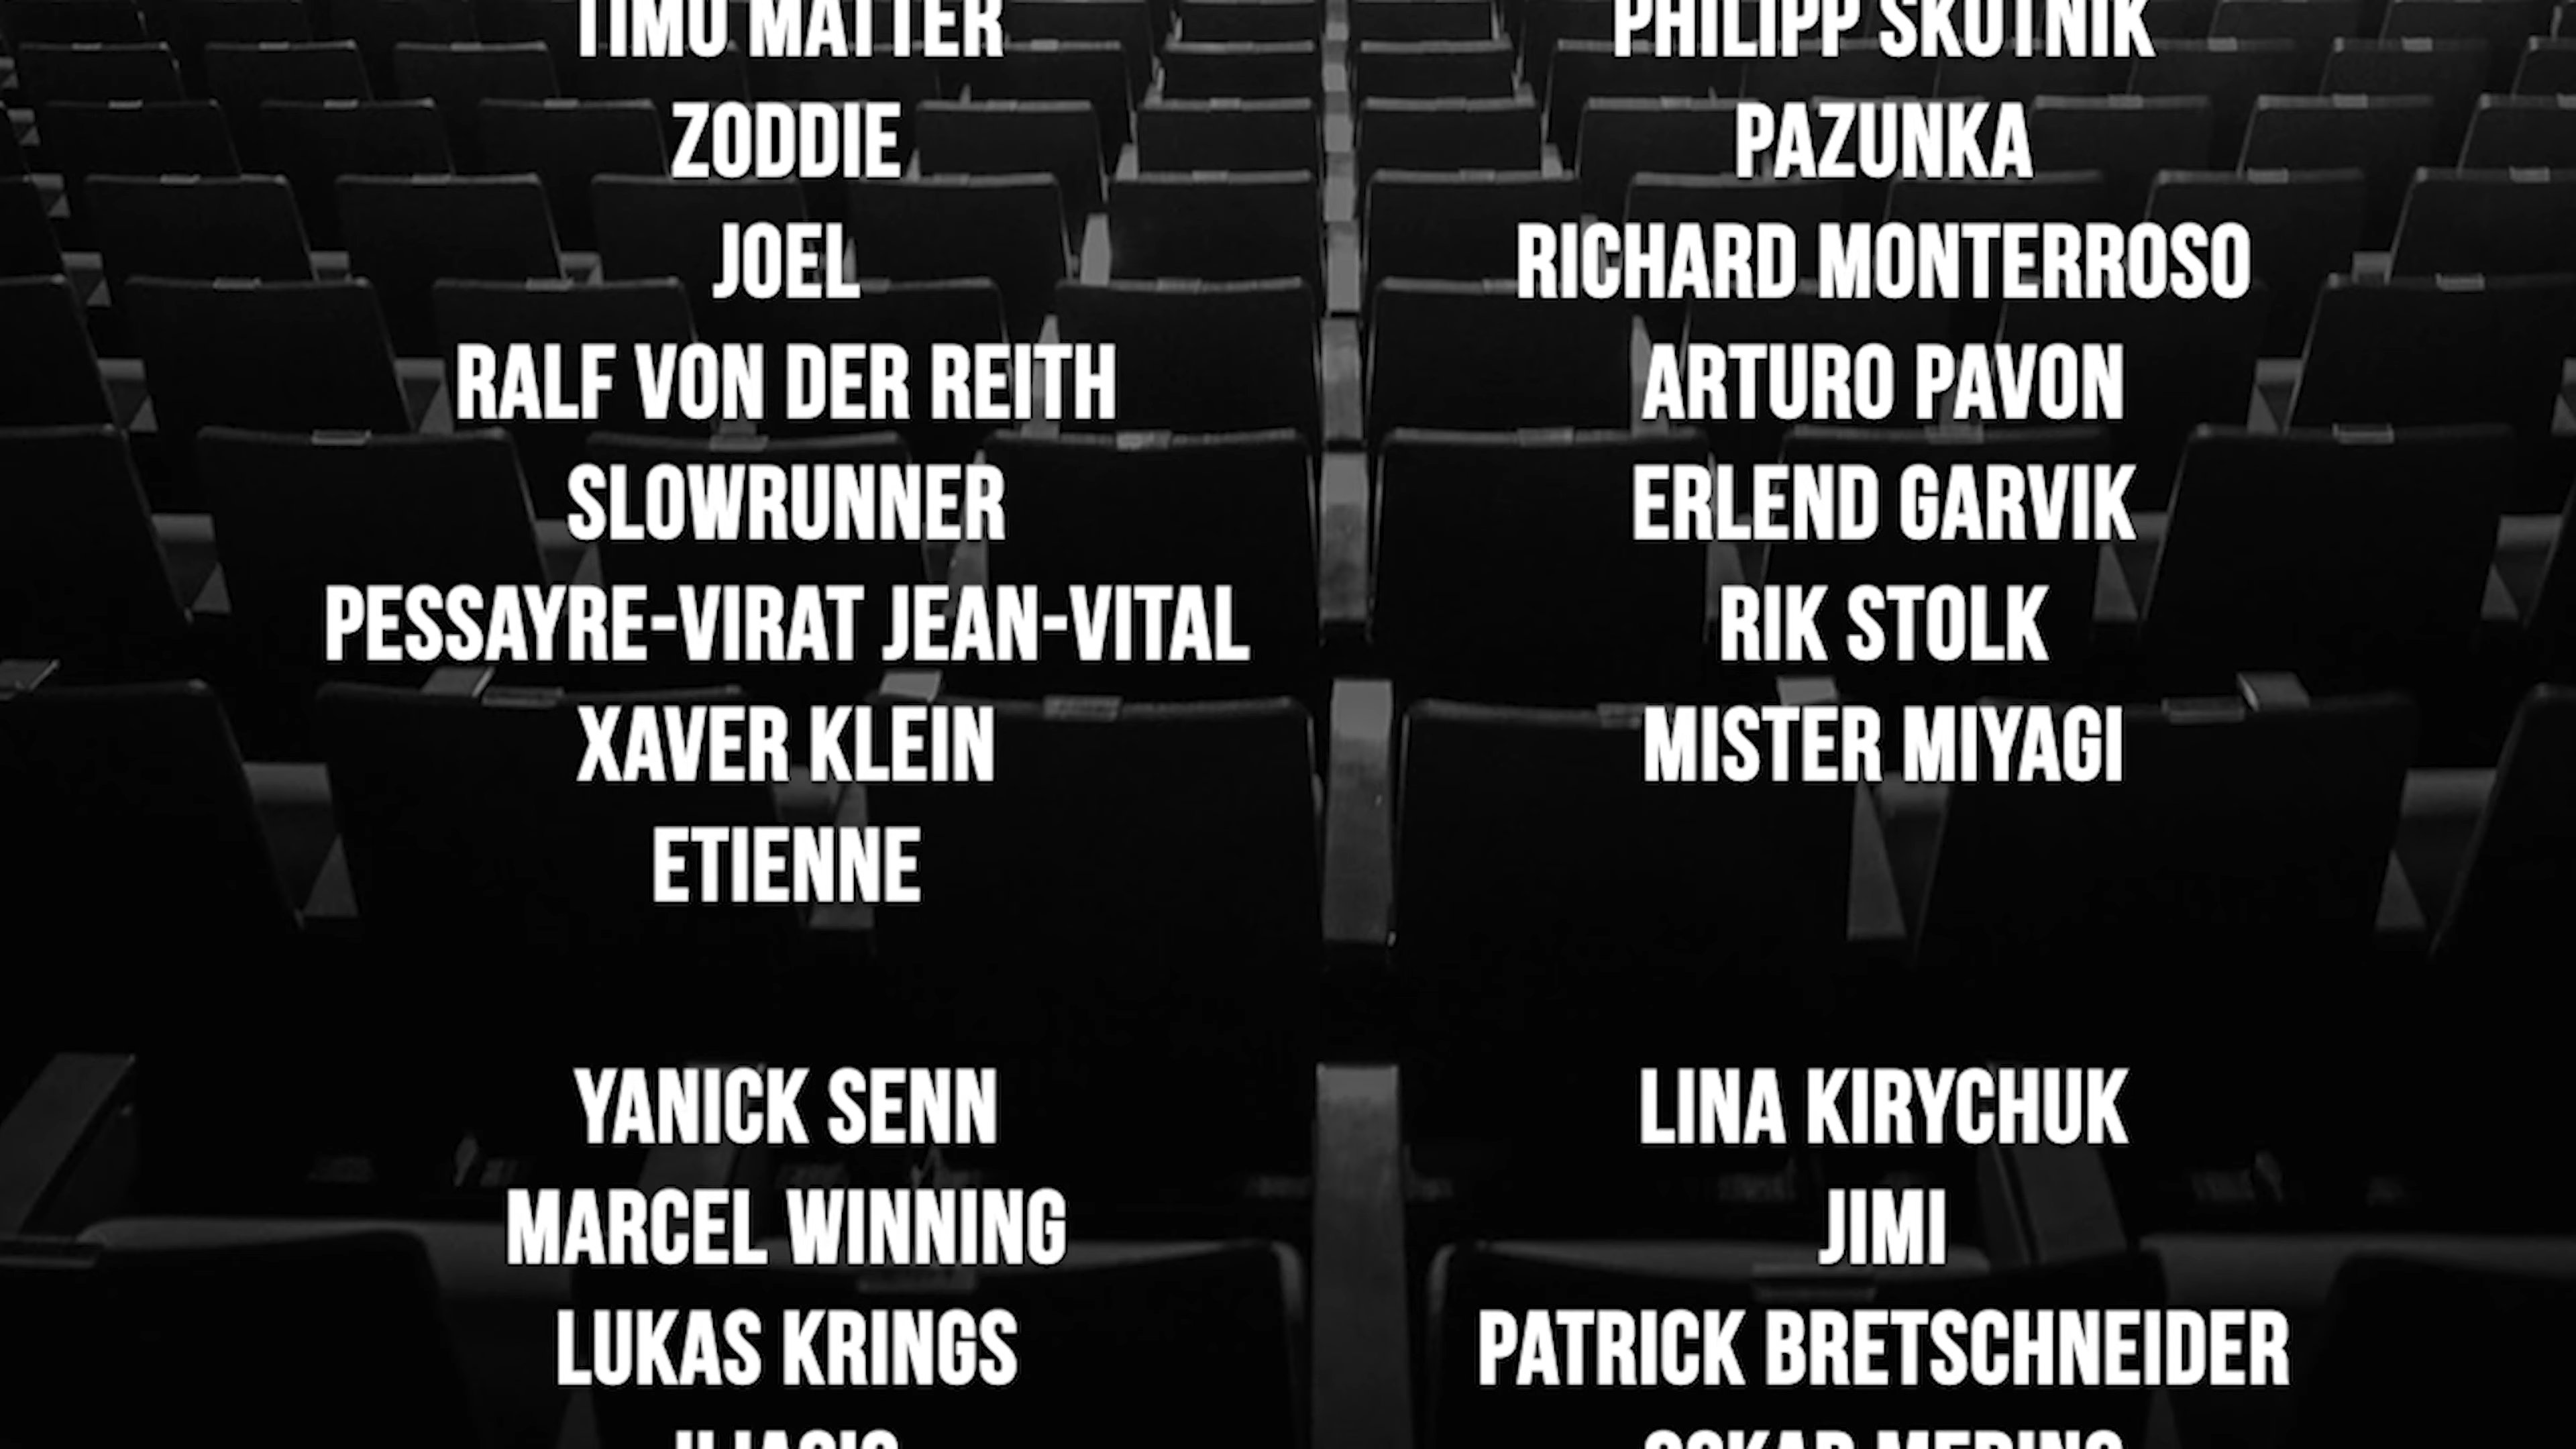 TIMO MATTER
ZODDIE
JOEL
RALF VON DER REITH
SLOWRUNNER
PESSAYRE-VIRAT JEAN-VITAL
XAVER KLEIN
ETIENNE
PHILIPP SKUTNIK
PAZUNKA
RICHARD MONTERROSO
ARTURO PAVON
ERLEND GARVIK
RIK STOLK
MISTER MIYAGI
YANICK SENN
MARCEL WINNING
LUKAS KRINGS
LINA KIRYCHUK
JIMI
PATRICK BRETSCHNEIDER